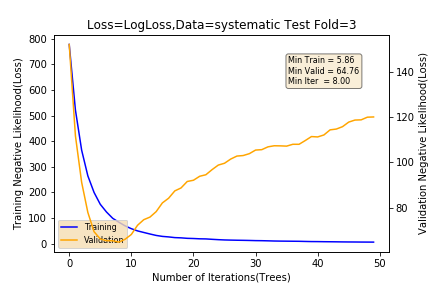 Loss=LogLoss,Data=systematic Test Fold=3
Training Negative Likelihood(Loss)
800
700
600
500
400
300
200
100
0
Min Train = 5.86
Min Valid = 64.76
Min Iter = 8.00
Training
Validation
140
120
100
80
Validation Negative Likelihood(Loss)
0
10
20
30
40
50
Number of Iterations(Trees)